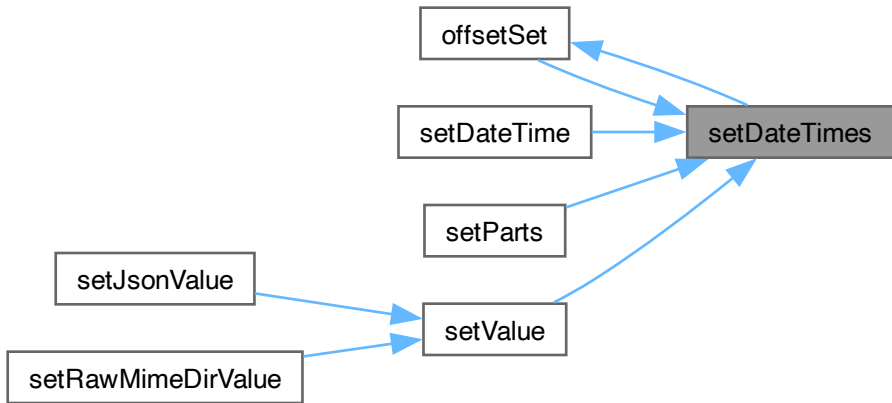 offsetSet
setDateTime
setDateTimes
setParts
setJsonValue
setValue
setRawMimeDirValue